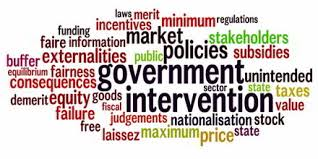 laws merit
incentives minimum regulations
funding market stakeholders
faire information policies
externalities public subsidies
buffer government unintended
equilibrium fairness
consequences sector state taxes
demerit equity goods intervention value
fiscal
failure judgements nationalisation stock
free laissez maximum price state